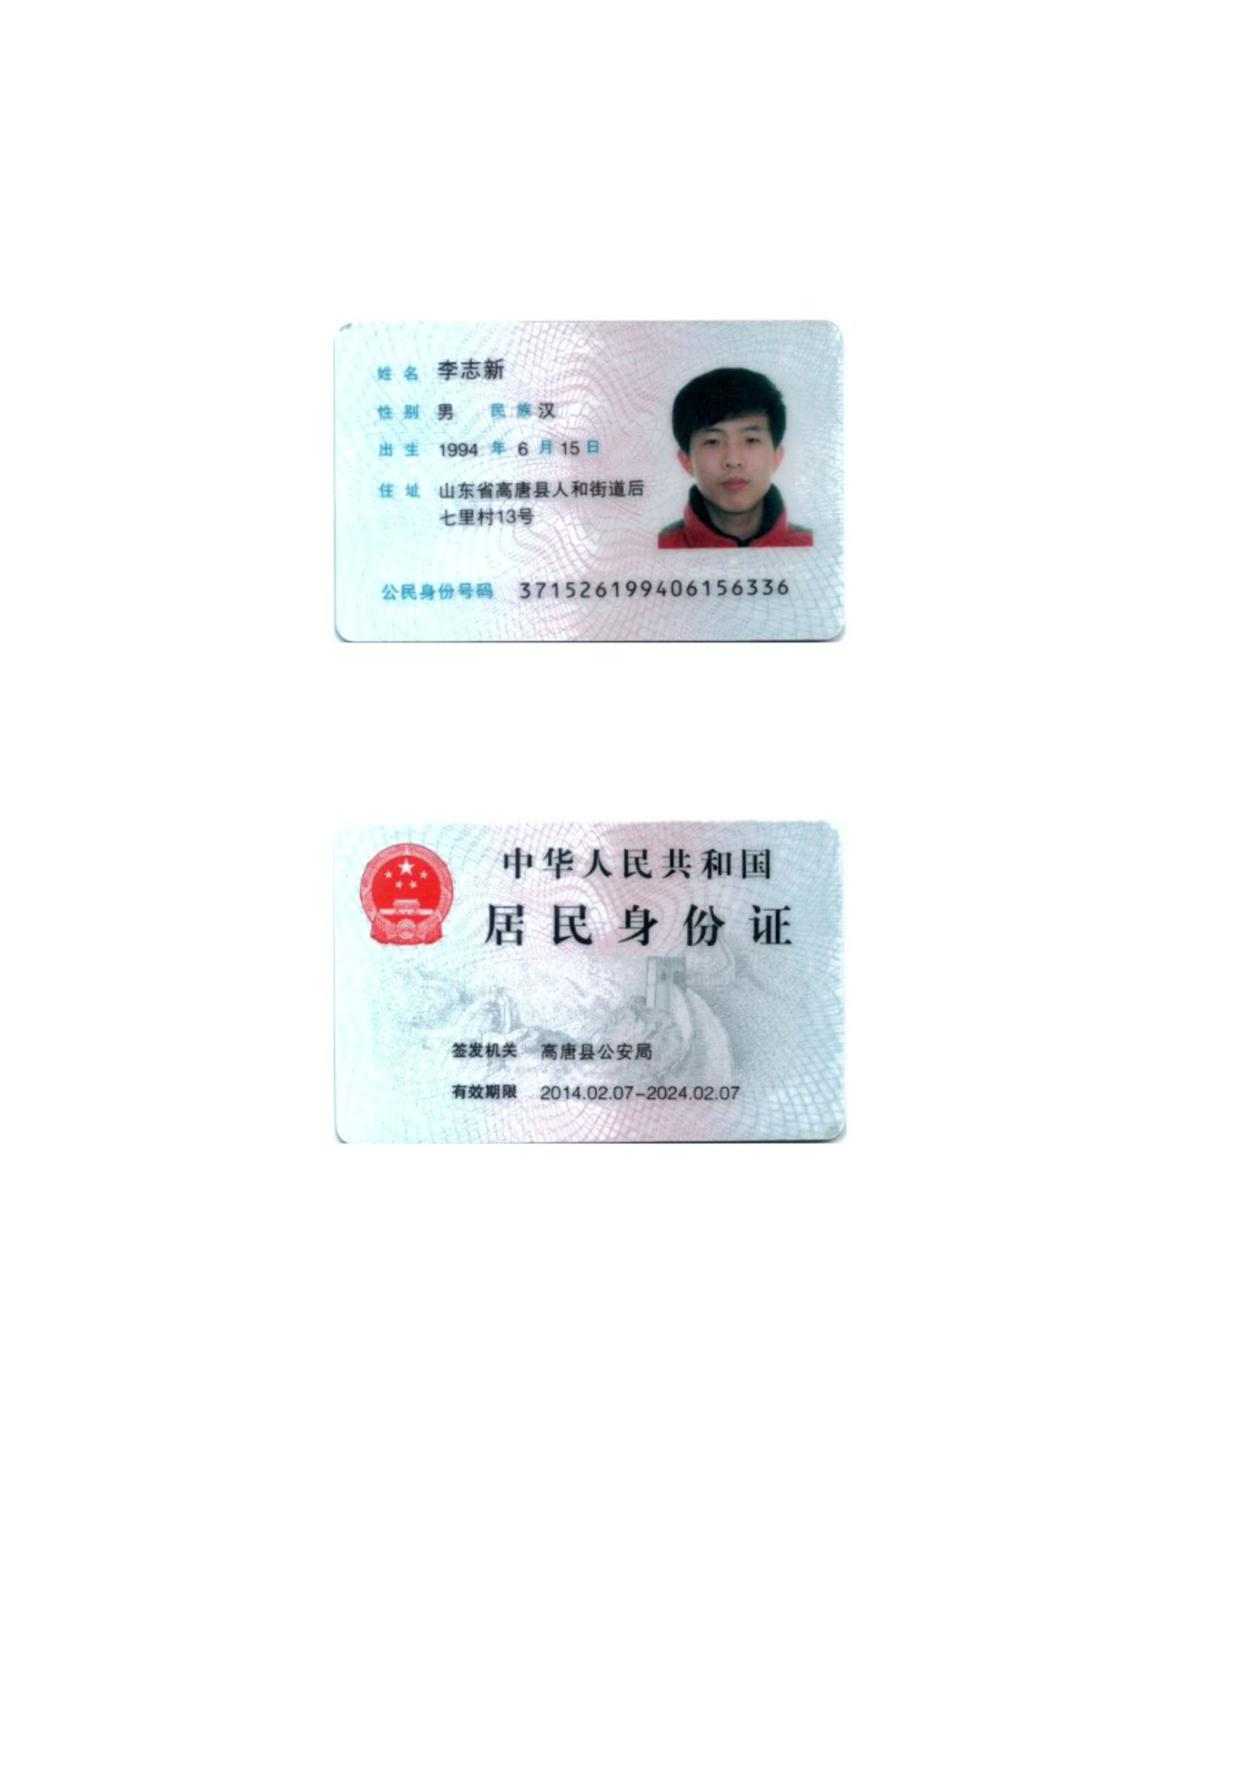 姓名 李志新
性别 男 民族 汉
出生 1994 年 6 月 15 日
住址 山东省高唐县人和街道后
七里村13号
公民身份号码 371526199406156336
中华人民共和国
居民身份证
签发机关 高唐县公安局
有效期限 2014.02.07-2024.02.07